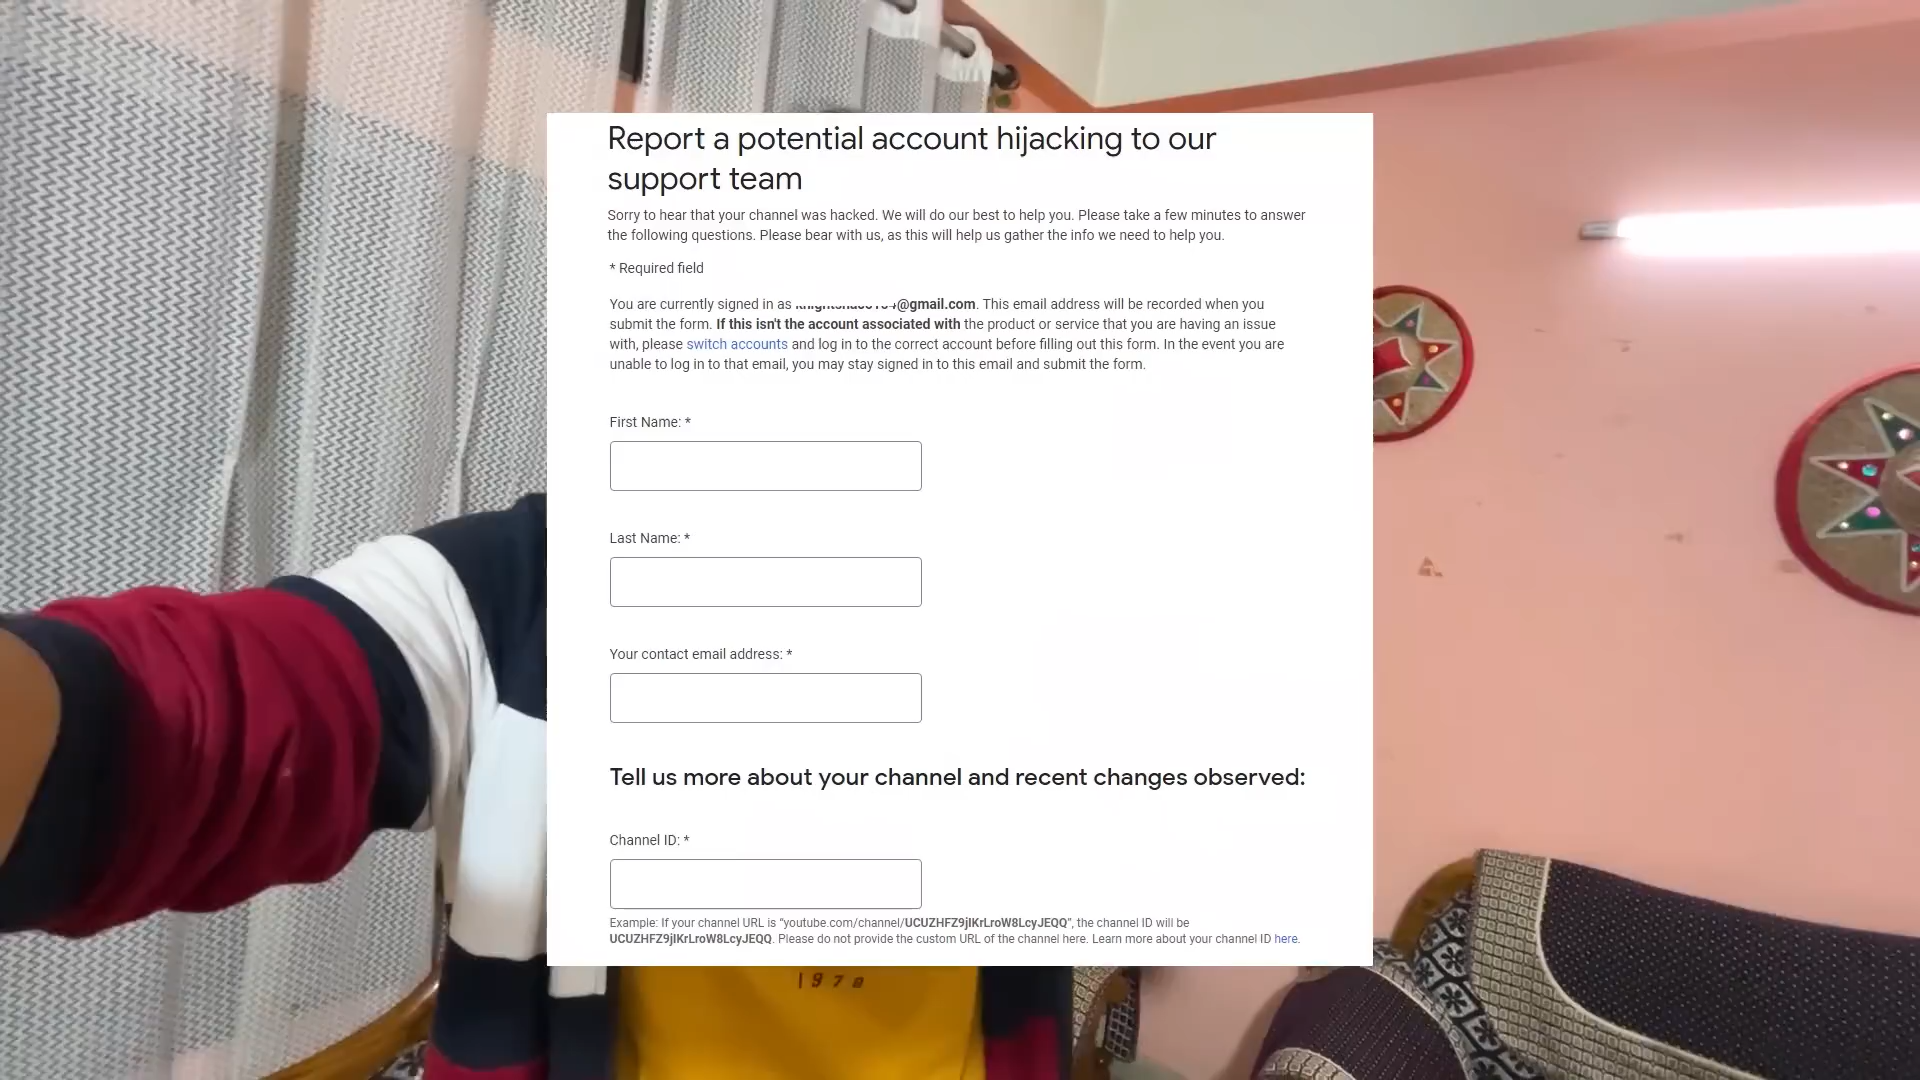 Report a potential account hijacking to our
support team
Sorry to hear that your channel was hacked. We will do our best to help you. Please take a few minutes to answer
the following questions. Please bear with us, as this will help us gather the info we need to help you.
* Required field
You are currently signed in as @gmail.com. This email address will be recorded when you
submit the form. If this isn't the account associated with the product or service that you are having an issue
with, please switch accounts and log in to the correct account before filling out this form. In the event you are
unable to log in to that email, you may stay signed in to this email and submit the form.
First Name: *
Last Name: *
Your contact email address: *
Tell us more about your channel and recent changes observed:
Channel ID: *
Example: If your channel URL is “youtube.com/channel/UCUZHFZ9jIKrLroW8LcyJEQQ”, the channel ID will be
UCUZHFZ9jIKrLroW8LcyJEQQ. Please do not provide the custom URL of the channel here. Learn more about your channel ID here.
1970